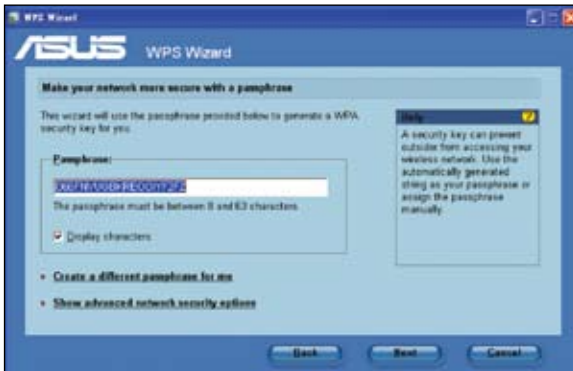 WPS Wizard
ASUS WPS Wizard
Make your network more secure with a passphrase
This wizard will use the passphrase provided below to generate a WPA
security key for you.
Passphrase:
The passphrase must be between 8 and 63 characters
Display characters
Create a different passphrase for me
Show advanced network security options
Help
A security key can prevent
outsider from accessing your
wireless network. Use the
automatically generated
string as your passphrase or
assign the passphrase
manually.
Back
Next
Cancel